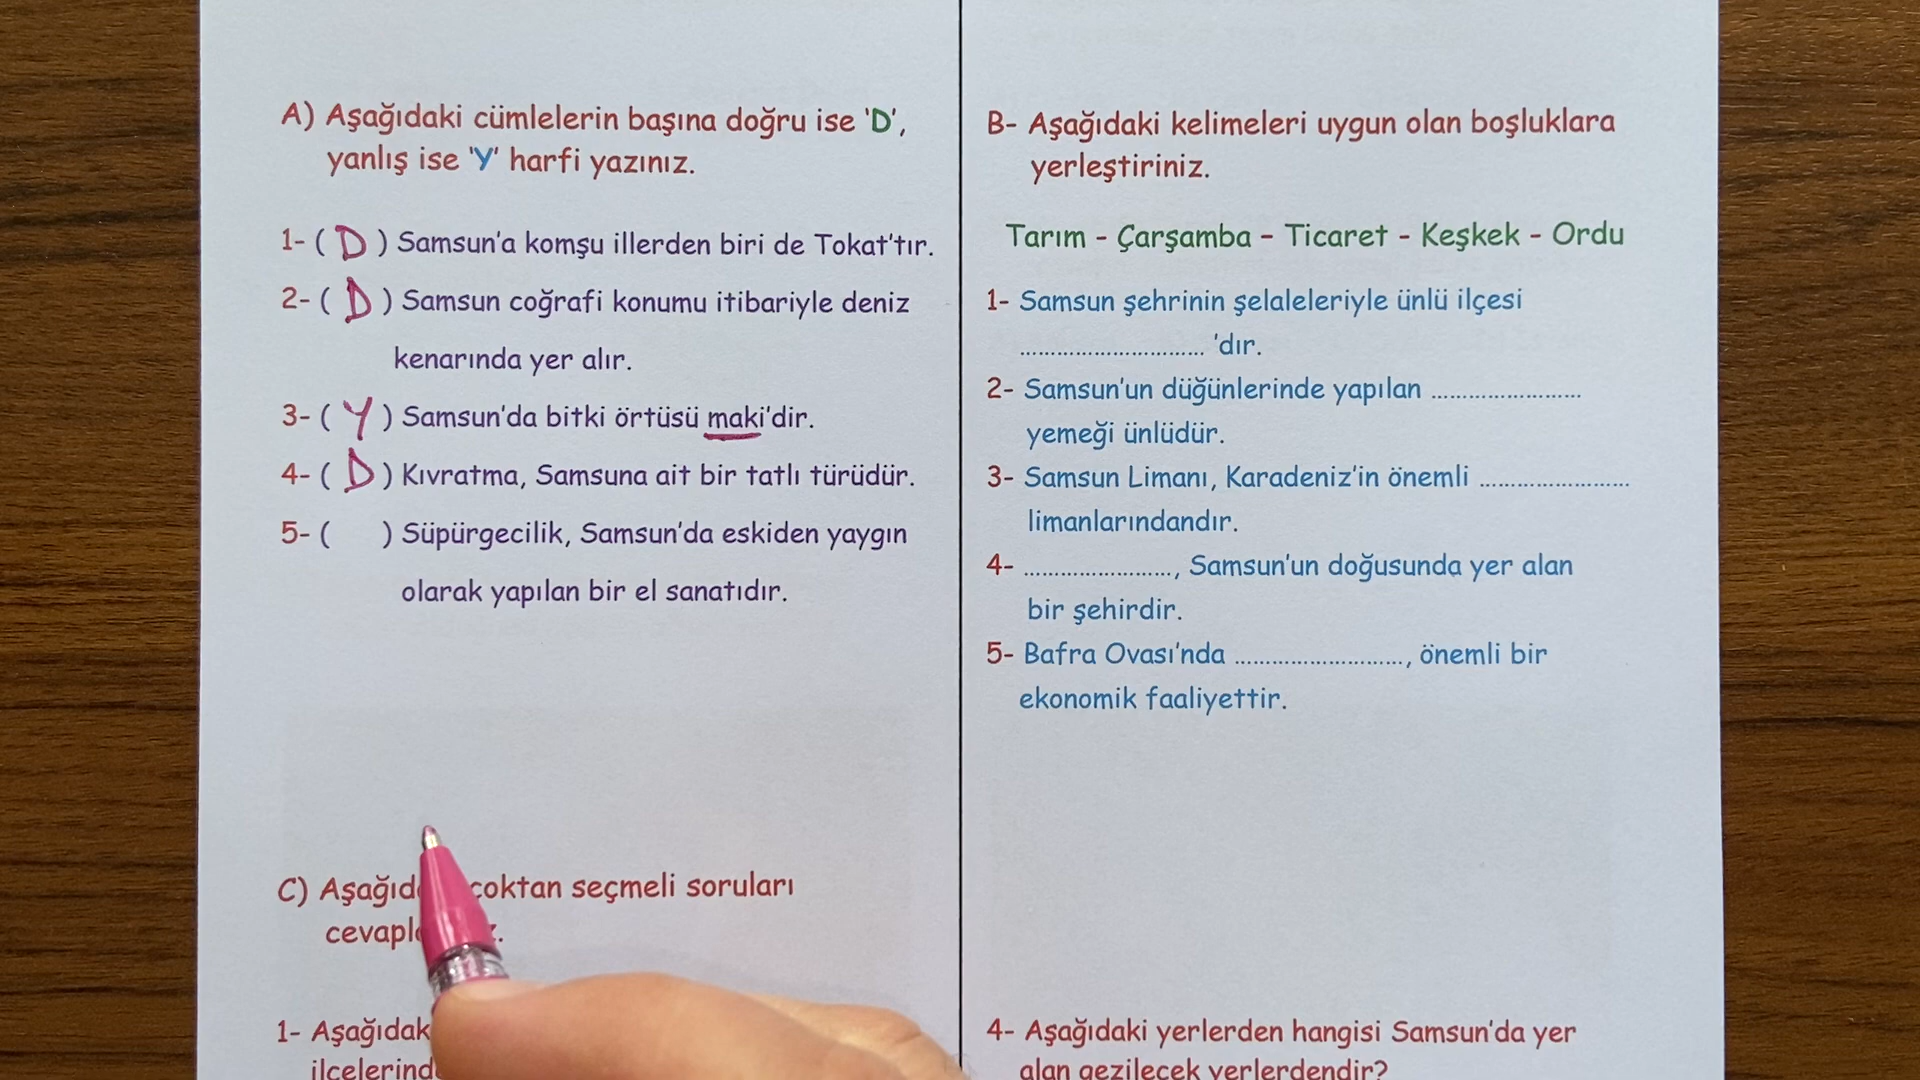 A) Aşağıdaki cümlelerin başına doğru ise 'D',
yanlış ise 'Y' harfi yazınız.
1- ( D ) Samsun'a komşu illerden biri de Tokat'tır.
2- ( D ) Samsun coğrafi konumu itibariyle deniz
kenarında yer alır.
3- ( Y ) Samsun'da bitki örtüsü maki'dir.
4- ( D ) Kıvratma, Samsuna ait bir tatlı türüdür.
5- (    ) Süpürgecilik, Samsun'da eskiden yaygın
olarak yapılan bir el sanatıdır.
C) çoktan seçmeli soruları
1-
B- Aşağıdaki kelimeleri uygun olan boşluklara
yerleştiriniz.
Tarım - Çarşamba - Ticaret - Keşkek - Ordu
1- Samsun şehrinin şelaleleriyle ünlü ilçesi
............................ 'dır.
2- Samsun'un düğünlerinde yapılan .......................
yemeği ünlüdür.
3- Samsun Limanı, Karadeniz'in önemli .......................
limanlarındandır.
4- ......................, Samsun'un doğusunda yer alan
bir şehirdir.
5- Bafra Ovası'nda .........................., önemli bir
ekonomik faaliyettir.
4- Aşağıdaki yerlerden hangisi Samsun'da yer
alan gezilecek yerlerdendir?